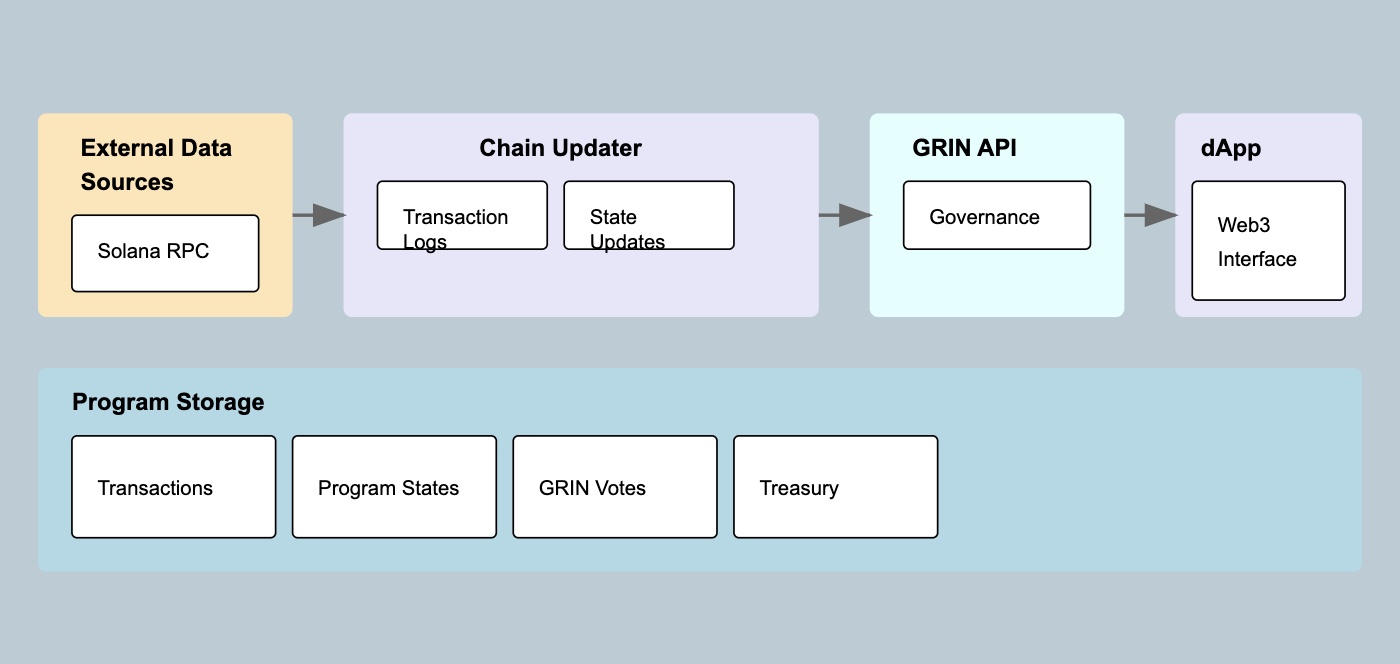 External Data
Sources
Solana RPC
Chain Updater
Transaction
Logs
State
Updates
GRIN API
Governance
dApp
Web3
Interface
Program Storage
Transactions
Program States
GRIN Votes
Treasury